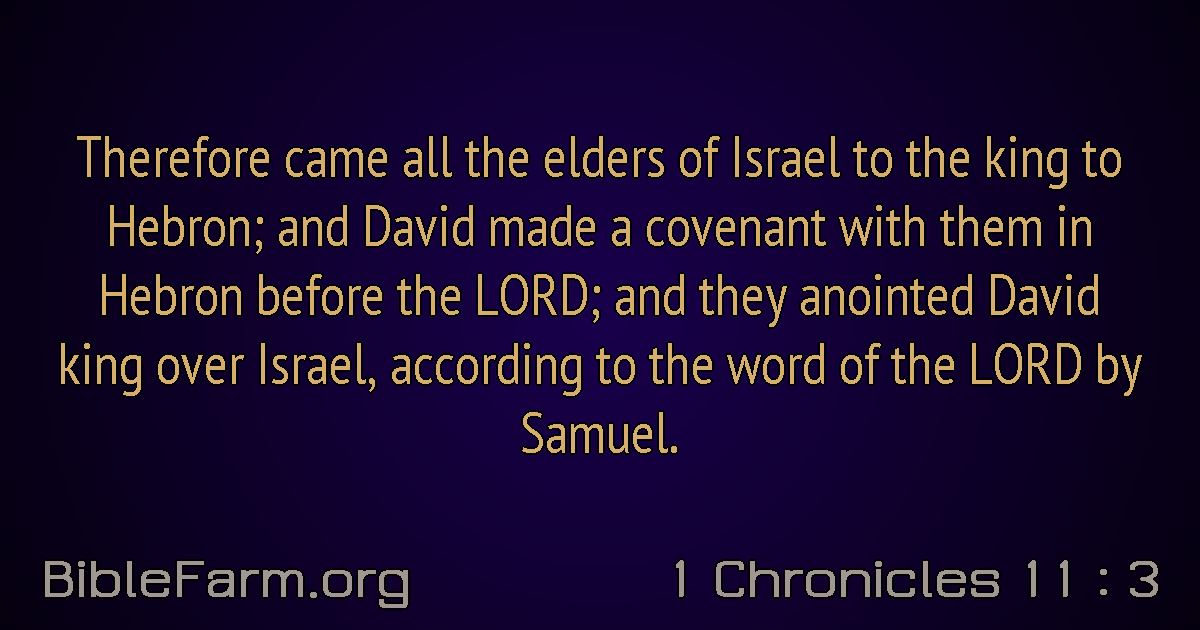 Therefore came all the elders of Israel to the king to
Hebron; and David made a covenant with them in
Hebron before the LORD; and they anointed David
king over Israel, according to the word of the LORD by
Samuel.
BibleFarm.org
1 Chronicles 11 : 3